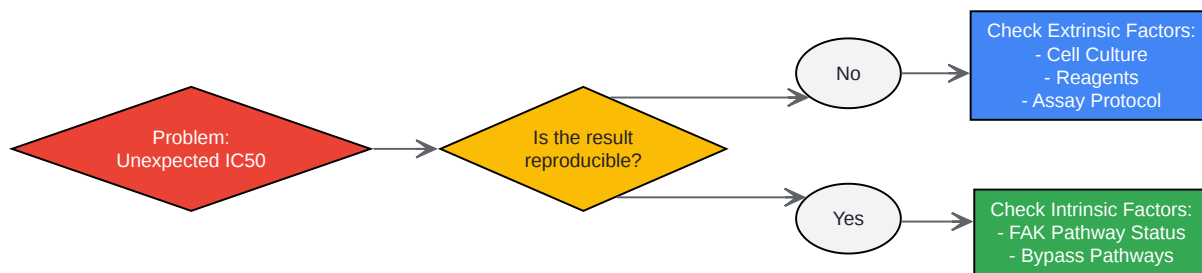 Problem:
Unexpected IC50
Is the result
reproducible?
No
Check Extrinsic Factors:
- Cell Culture
- Reagents
- Assay Protocol
Yes
Check Intrinsic Factors:
- FAK Pathway Status
- Bypass Pathways